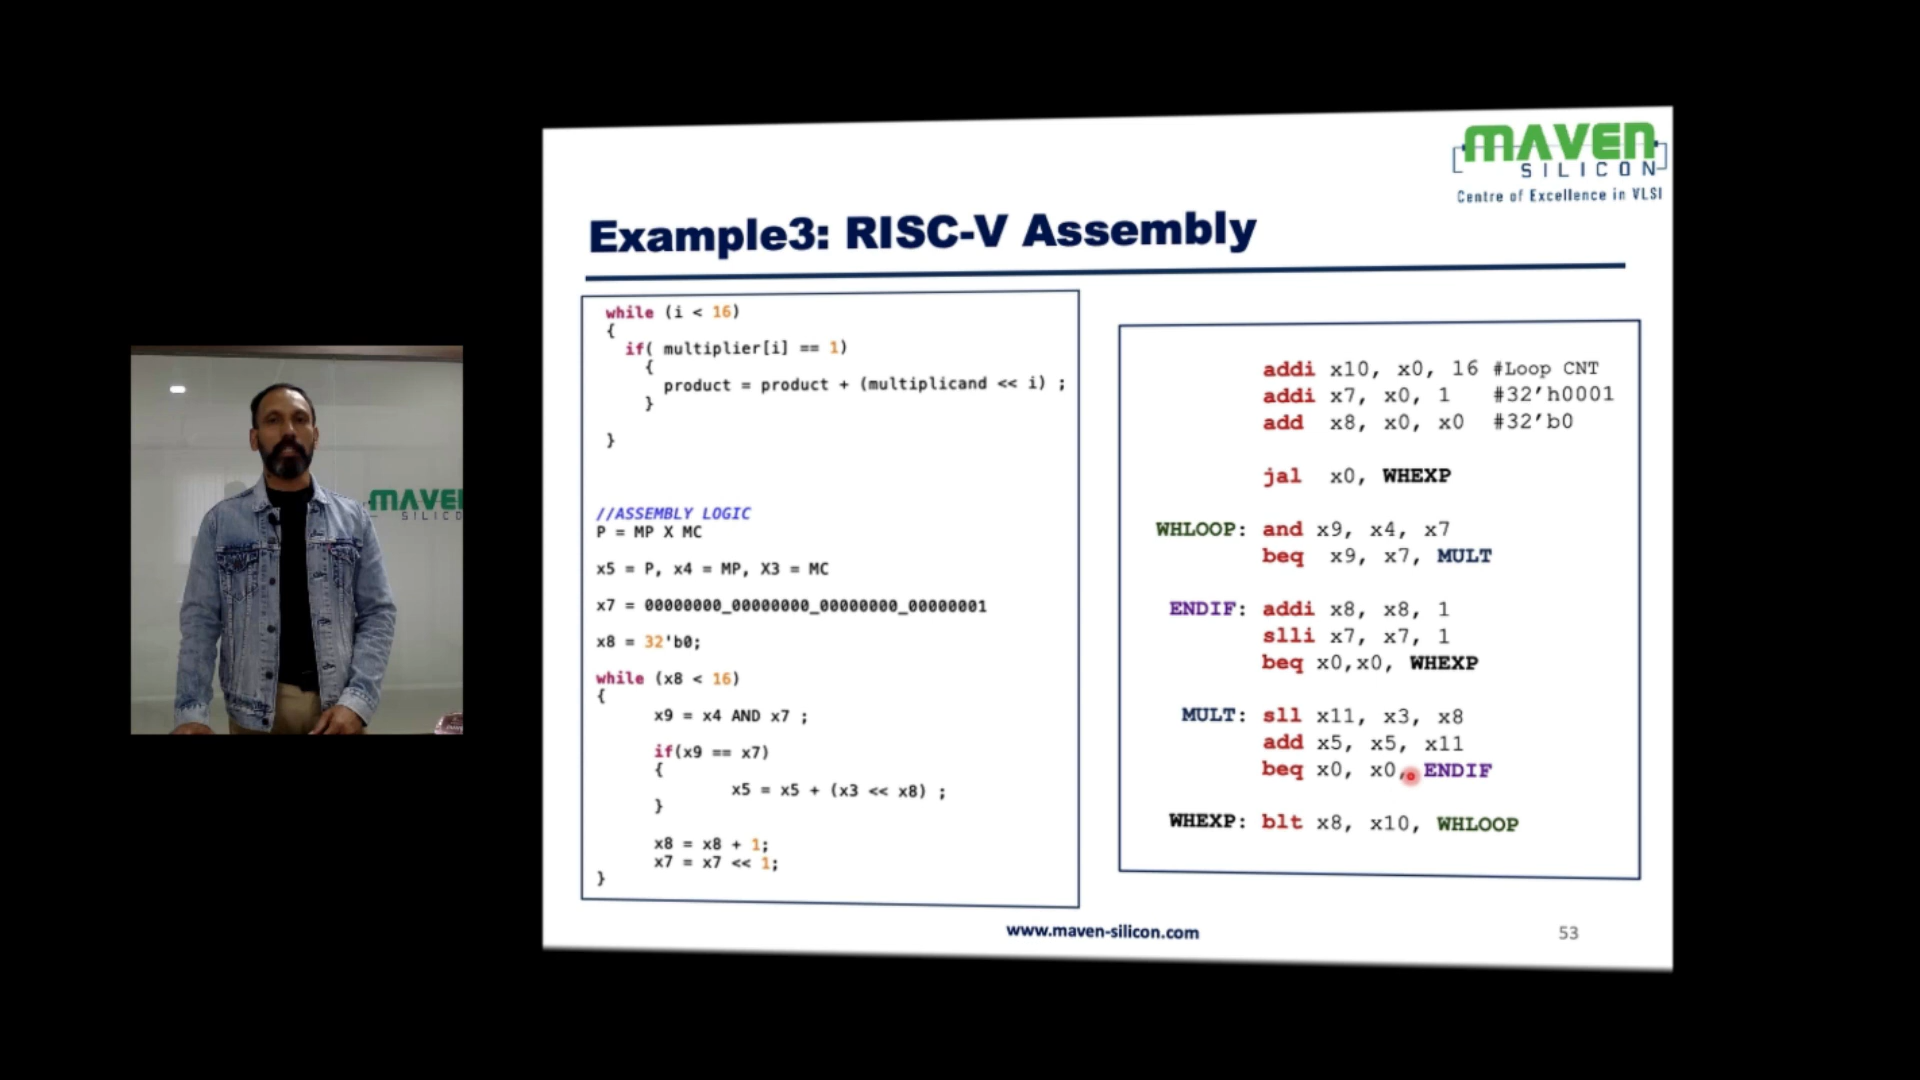 MAVEN
SILICON
Centre of Excellence in VLSI
Example3: RISC-V Assembly
while (i < 16)
{
if( multiplier[i] == 1)
{
product = product + (multiplicand << i) ;
}
}
//ASSEMBLY LOGIC
P = MP X MC
x5 = P, x4 = MP, X3 = MC
x7 = 00000000_00000000_00000000_00000001
x8 = 32'b0;
while (x8 < 16)
{
x9 = x4 AND x7 ;
if(x9 == x7)
{
x5 = x5 + (x3 << x8) ;
}
x8 = x8 + 1;
x7 = x7 << 1;
}
addi x10, x0, 16 #Loop CNT
addi x7, x0, 1 #32’h0001
add x8, x0, x0 #32’b0
jal x0, WHEXP
WHLOOP: and x9, x4, x7
beq x9, x7, MULT
ENDIF: addi x8, x8, 1
slli x7, x7, 1
beq x0,x0, WHEXP
MULT: sll x11, x3, x8
add x5, x5, x11
beq x0, x0, ENDIF
WHEXP: blt x8, x10, WHLOOP
www.maven-silicon.com
53
MAVE
SILICO